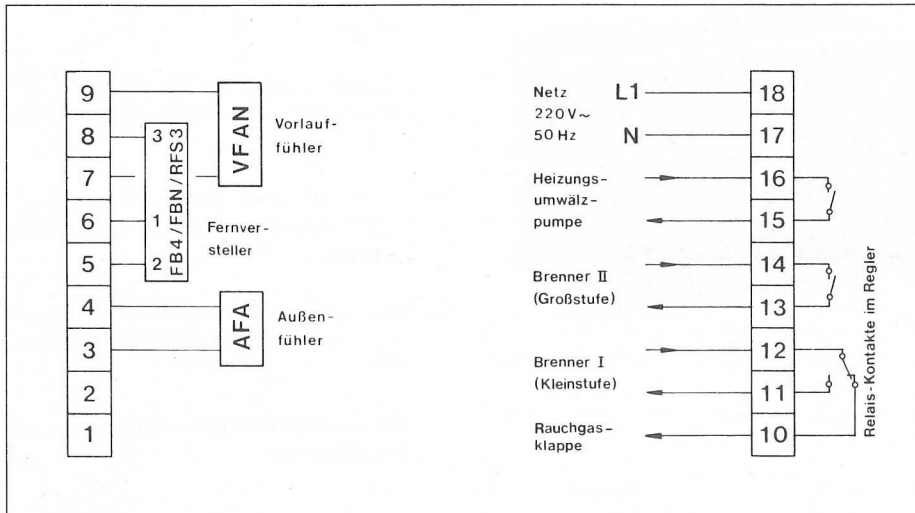 9
8
7
6
5
4
3
2
1
3
1
2
FB4/FBN/RFS3
VFAN
Vorlauf-
fühler
Fernver-
steller
AFA
Außen-
fühler
Netz
220V~
50 Hz
L1
N
Heizungs-
umwälz-
pumpe
Brenner II
(Großstufe)
Brenner I
(Kleinstufe)
Rauchgas-
klappe
18
17
16
15
14
13
12
11
10
Relais-Kontakte im Regler